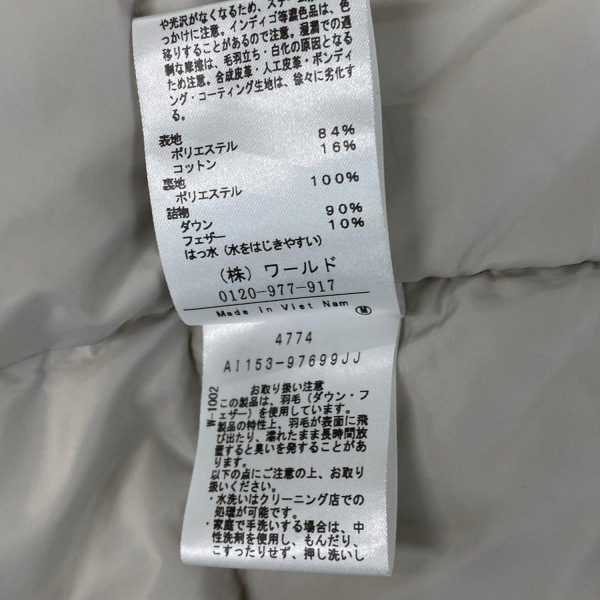 や光沢がなくなるため、
っかけに注意。インディゴ等濃色品は、色
移りすることがあるので注意。湿潤での過
剰な摩擦は、毛羽立ち・白化の原因となる
ため注意。合成皮革・人工皮革・ボンディ
ング・コーティング生地は、徐々に劣化す
る。
表地
ポリエステル 84%
コットン 16%
裏地
ポリエステル 100%
詰物
ダウン 90%
フェザー 10%
はっ水（水をはじきやすい）
（株）ワールド
0120-977-917
Made in Viet Nam M
4774
AI153-97699JJ
W-1002
お取り扱い注意
この製品は、羽毛（ダウン・フ
ェザー）を使用しています。
製品の特性上、羽毛が表面に飛
び出たり、濡れたまま長時間放
置すると臭いを発することがあ
ります。
以下の点にご注意の上、お取り
扱いください。
・水洗いはクリーニング店での
処理が可能です。
・家庭で手洗いする場合は、中
性洗剤を使用し、もんだり、
こすったりせず、押し洗いし